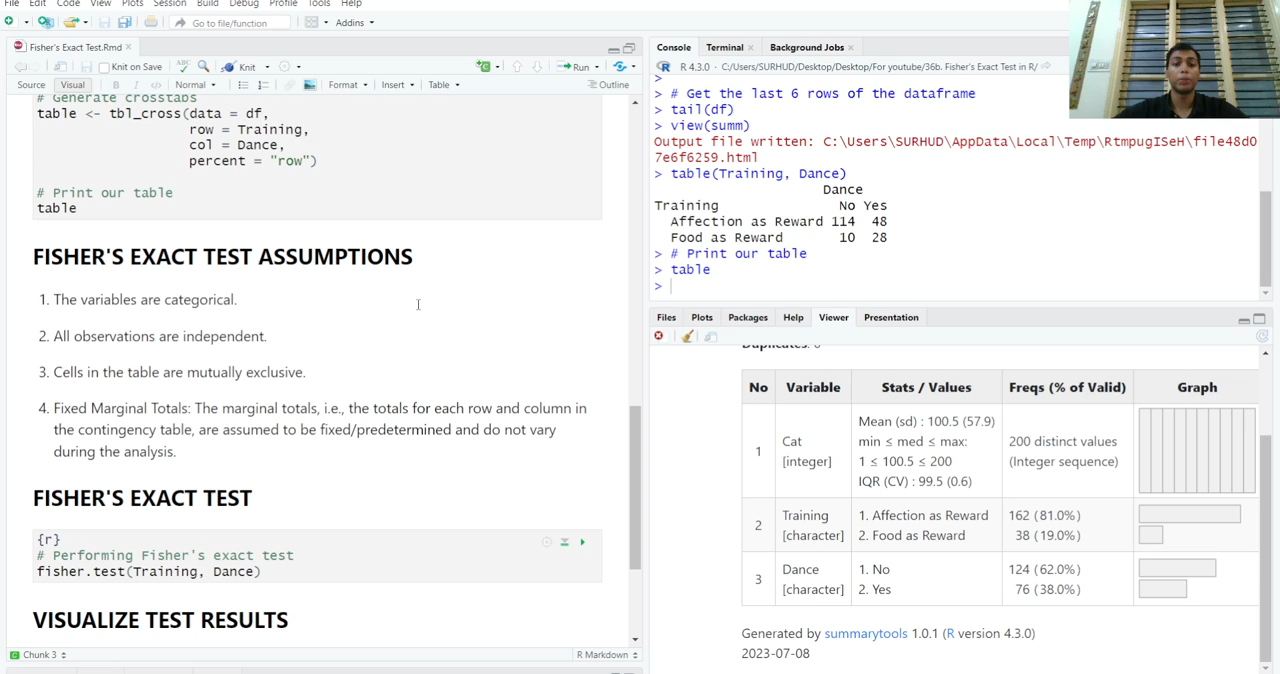 File Edit Code View Plots Session Build Debug Profile Tools Help
Go to file/function
Addins
Fisher's Exact Test.Rmd
Knit on Save
Knit
Run
Source
Visual
B
I
</>
Normal
Format
Insert
Table
Outline
# Generate crosstabs
table <- tbl_cross(data = df,
row = Training,
col = Dance,
percent = "row")
# Print our table
table
FISHER'S EXACT TEST ASSUMPTIONS
1. The variables are categorical.
2. All observations are independent.
3. Cells in the table are mutually exclusive.
4. Fixed Marginal Totals: The marginal totals, i.e., the totals for each row and column in
the contingency table, are assumed to be fixed/predetermined and do not vary
during the analysis.
FISHER'S EXACT TEST
{r}
# Performing Fisher's exact test
fisher.test(Training, Dance)
VISUALIZE TEST RESULTS
Chunk 3
R Markdown
Console
Terminal
Background Jobs
R 4.3.0 · C:/Users/SURHUD/Desktop/Desktop/For youtube/36b. Fisher's Exact Test in R/
>
> # Get the last 6 rows of the dataframe
> tail(df)
> view(summ)
Output file written: C:\Users\SURHUD\AppData\Local\Temp\RtmpugISeH\file48d0
7e6f6259.html
> table(Training, Dance)
Dance
Training No Yes
Affection as Reward 114 48
Food as Reward 10 28
> # Print our table
> table
>
Files
Plots
Packages
Help
Viewer
Presentation
Duplicates: 0
No Variable Stats / Values Freqs (% of Valid) Graph
1
Cat
[integer]
Mean (sd) : 100.5 (57.9)
min ≤ med ≤ max:
1 ≤ 100.5 ≤ 200
IQR (CV) : 99.5 (0.6)
200 distinct values
(Integer sequence)
2
Training
[character]
1. Affection as Reward
2. Food as Reward
162 (81.0%)
38 (19.0%)
3
Dance
[character]
1. No
2. Yes
124 (62.0%)
76 (38.0%)
Generated by summarytools 1.0.1 (R version 4.3.0)
2023-07-08